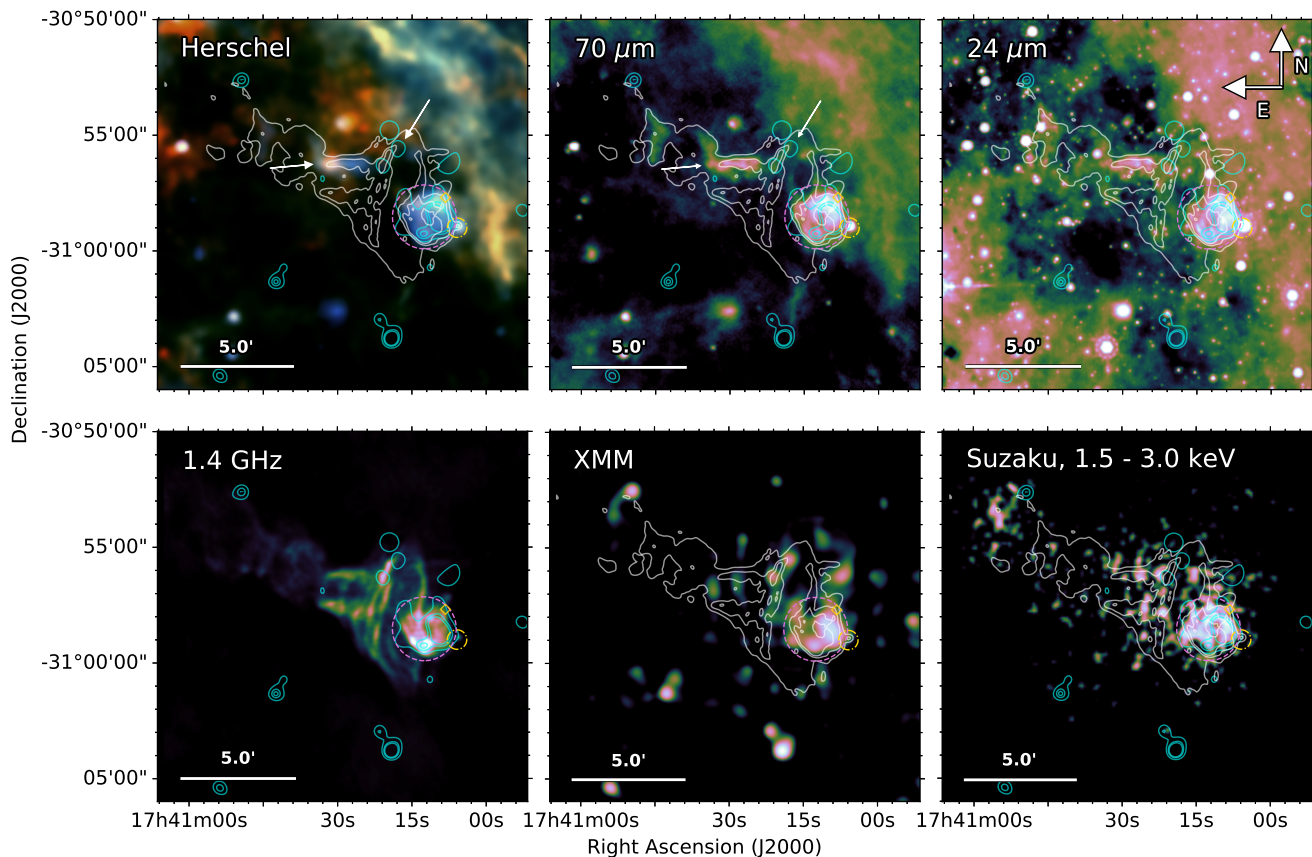 Herschel
70 μm
24 μm
N
E
5.0'
5.0'
5.0'
-30°50'00"
55'00"
-31°00'00"
05'00"
Declination (J2000)
1.4 GHz
XMM
Suzaku, 1.5 - 3.0 keV
5.0'
5.0'
5.0'
-30°50'00"
55'00"
-31°00'00"
05'00"
17h41m00s
30s
15s
00s
17h41m00s
30s
15s
00s
17h41m00s
30s
15s
00s
Right Ascension (J2000)